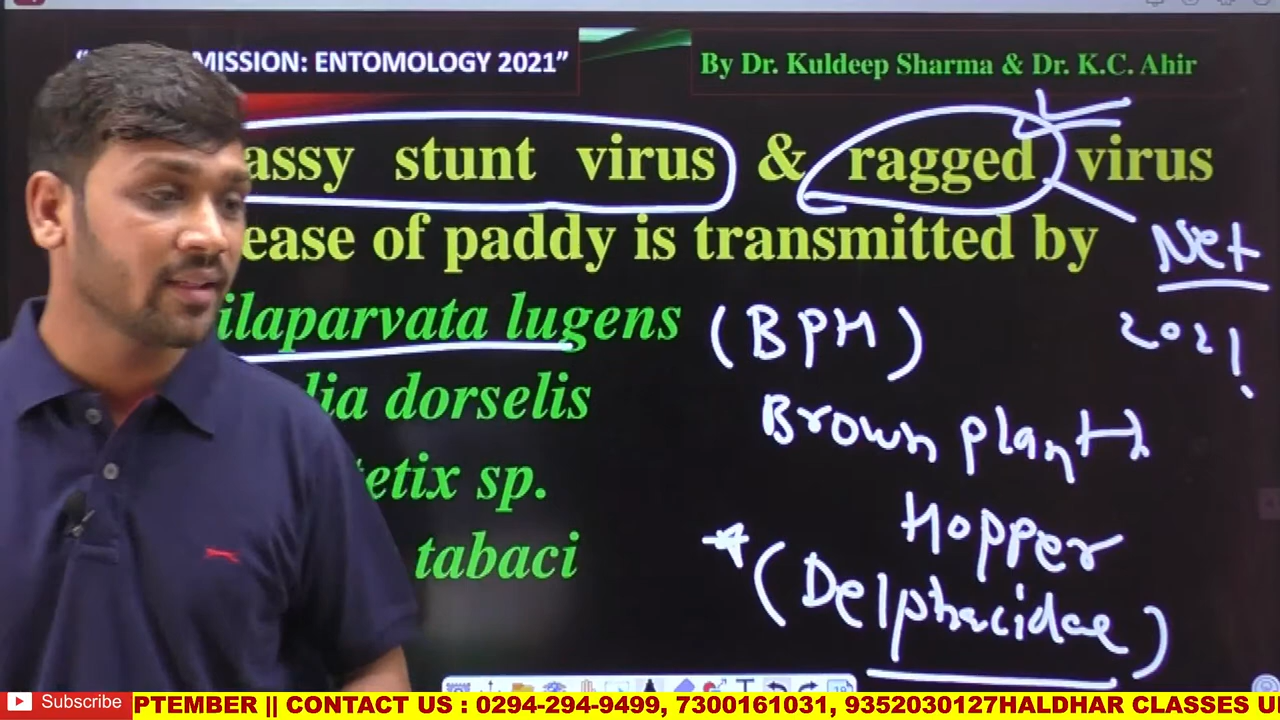 MISSION: ENTOMOLOGY 2021”
By Dr. Kuldeep Sharma & Dr. K.C. Ahir
assy stunt virus & ragged virus
ease of paddy is transmitted by
Net
2021!
ilaparvata lugens (BPH)
dorselis
Brown plant
Hopper
etix sp.
tabaci
(Delphacidae)
Subscribe
PTEMBER || CONTACT US : 0294-294-9499, 7300161031, 9352030127HALDHAR CLASSES U